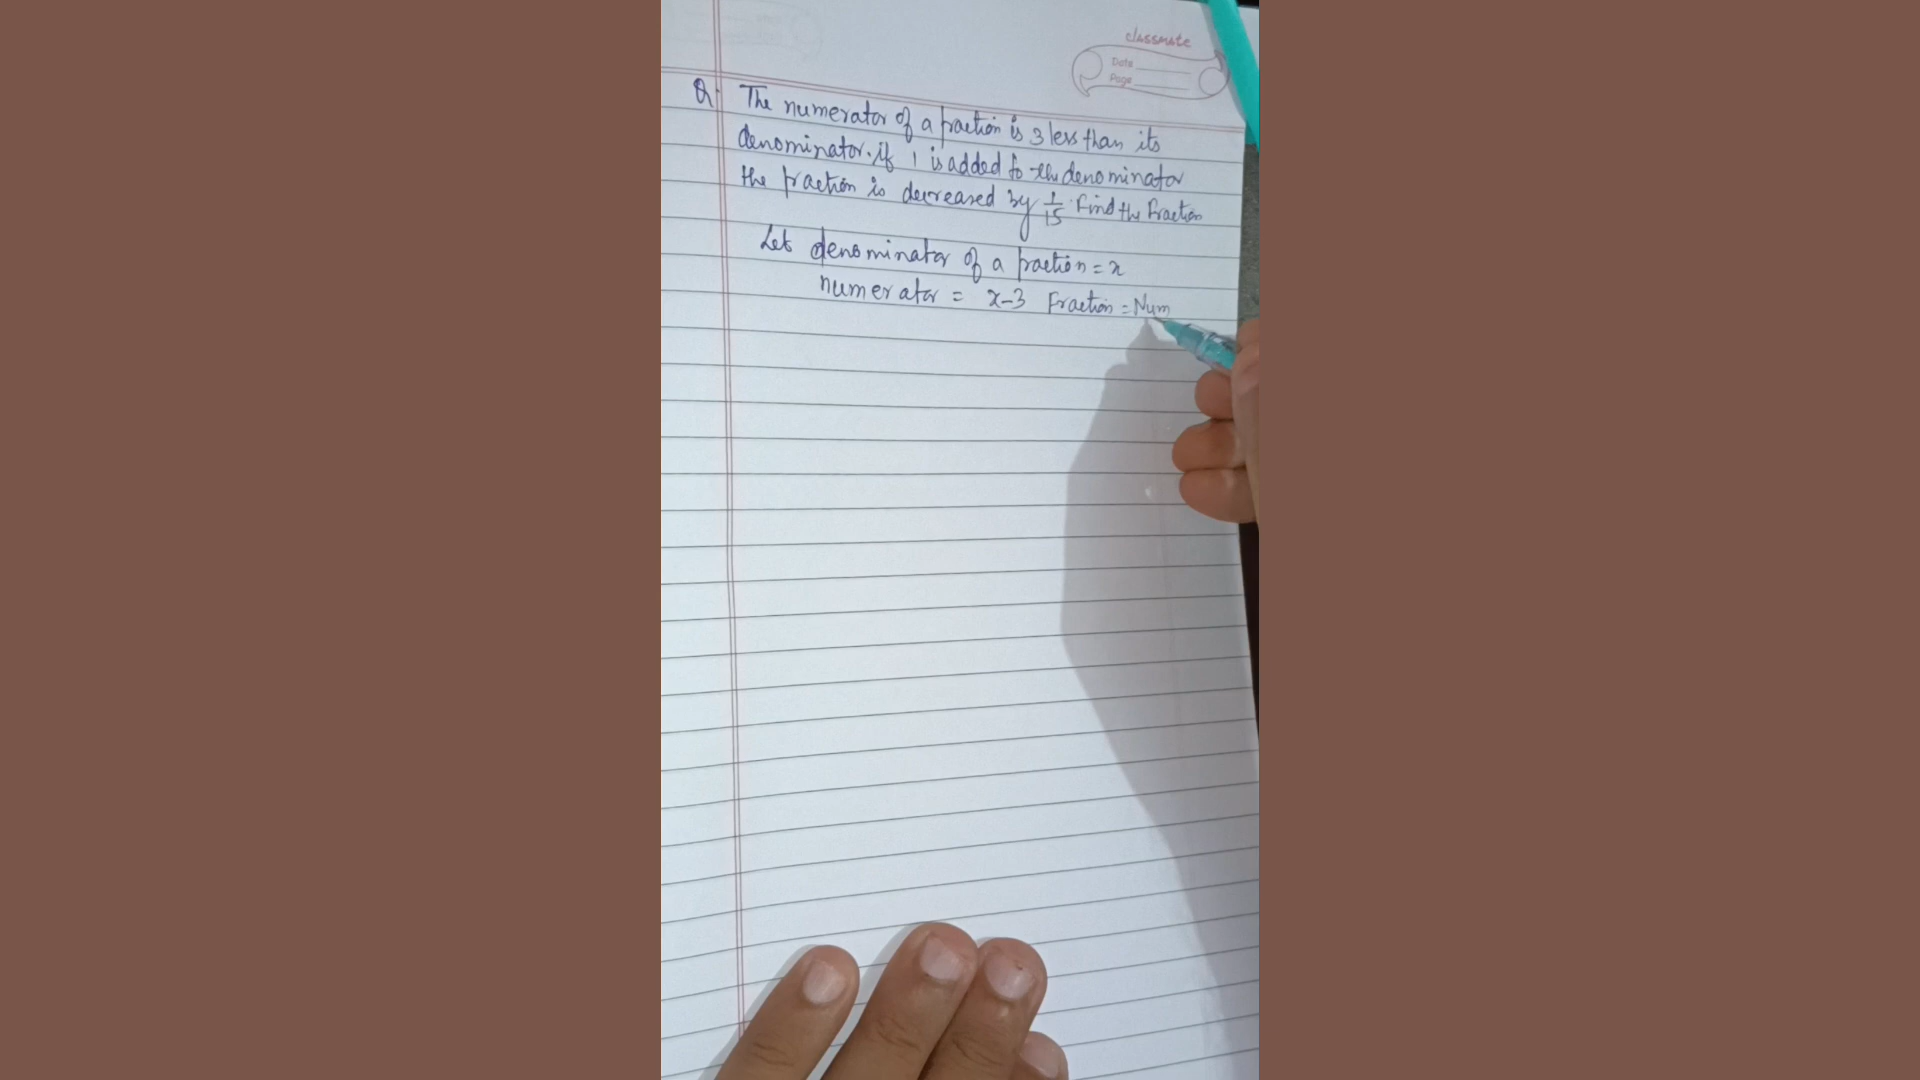 classmate
Date
Page
Q. The numerator of a fraction is 3 less than its
denominator. if 1 is added to the denominator
the fraction is decreased by 1/15. Find the fraction
Let denominator of a fraction = x
numerator = x-3 Fraction = Num